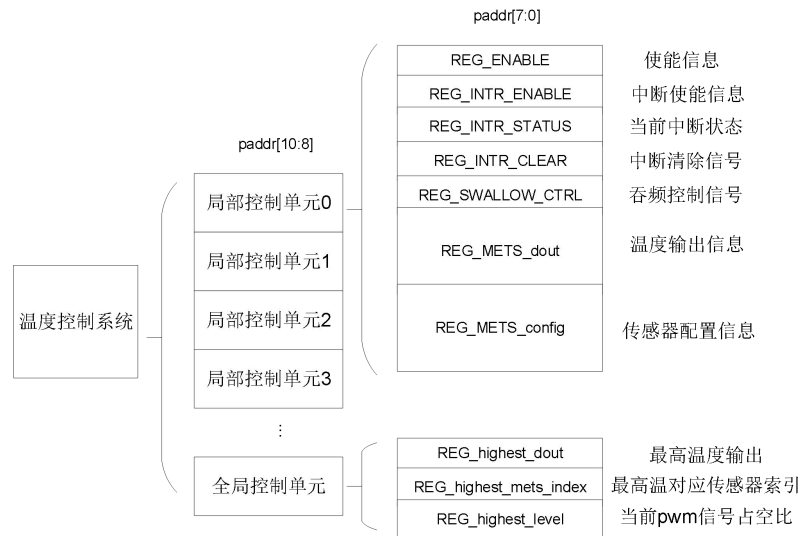 paddr[7:0]
REG_ENABLE 使能信息
REG_INTR_ENABLE 中断使能信息
REG_INTR_STATUS 当前中断状态
paddr[10:8]
REG_INTR_CLEAR 中断清除信号
局部控制单元0
REG_SWALLOW_CTRL 吞频控制信号
局部控制单元1
REG_METS_dout 温度输出信息
温度控制系统
局部控制单元2
REG_METS_config 传感器配置信息
局部控制单元3
⋮
全局控制单元
REG_highest_dout 最高温度输出
REG_highest_mets_index 最高温对应传感器索引
REG_highest_level 当前pwm信号占空比